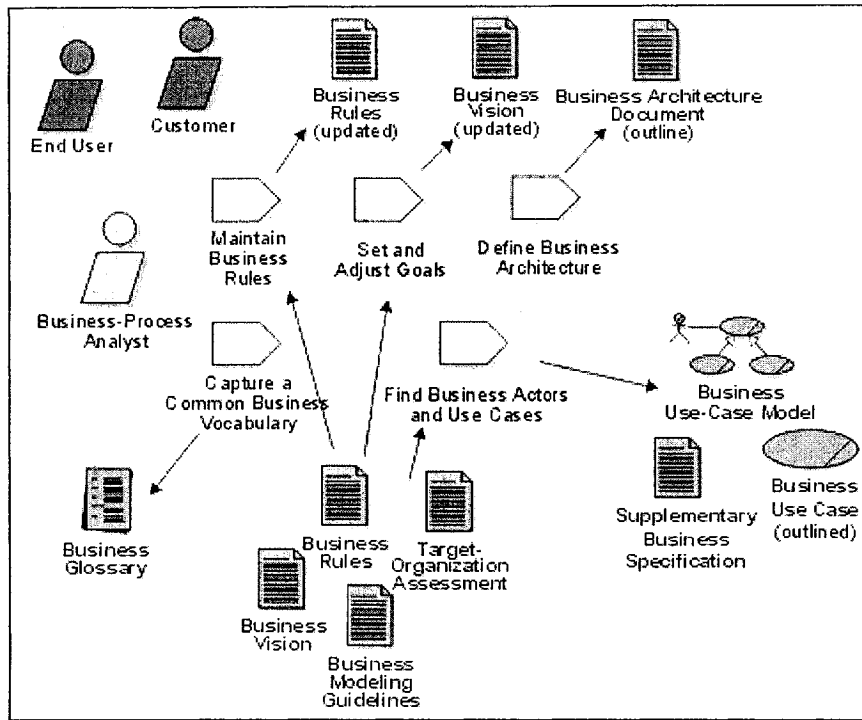 End User
Customer
Business
Rules
(updated)
Business
Vision
(updated)
Business Architecture
Document
(outline)
Business-Process
Analyst
Maintain
Business
Rules
Set and
Adjust Goals
Define Business
Architecture
Capture a
Common Business
Vocabulary
Find Business Actors
and Use Cases
Business
Use-Case Model
Business
Glossary
Business
Rules
Target-
Organization
Assessment
Supplementary
Business
Specification
Business
Use Case
(outlined)
Business
Vision
Business
Modeling
Guidelines